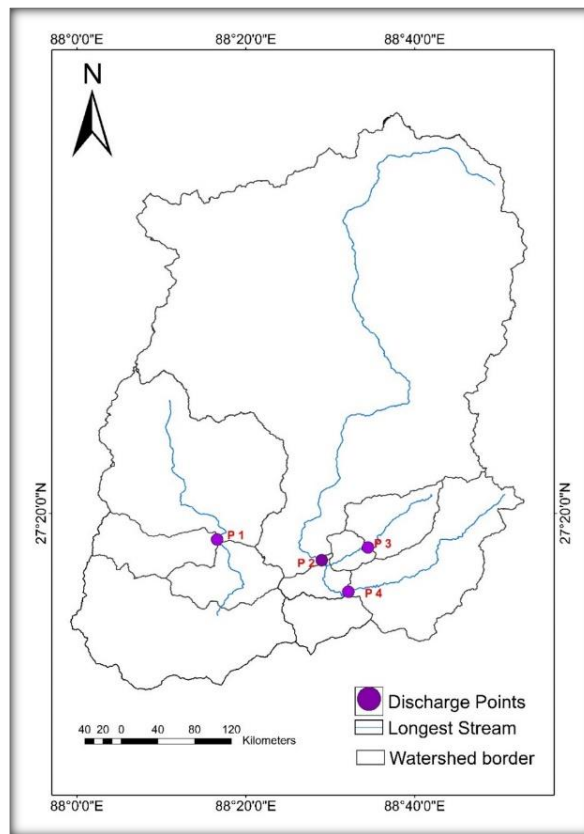 88°0'0"E 88°20'0"E 88°40'0"E
N
27°20'0"N 27°20'0"N
P 1
P 3
P 2
P 4
Discharge Points
Longest Stream
Watershed border
40 20 0 40 80 120
Kilometers
88°0'0"E 88°20'0"E 88°40'0"E